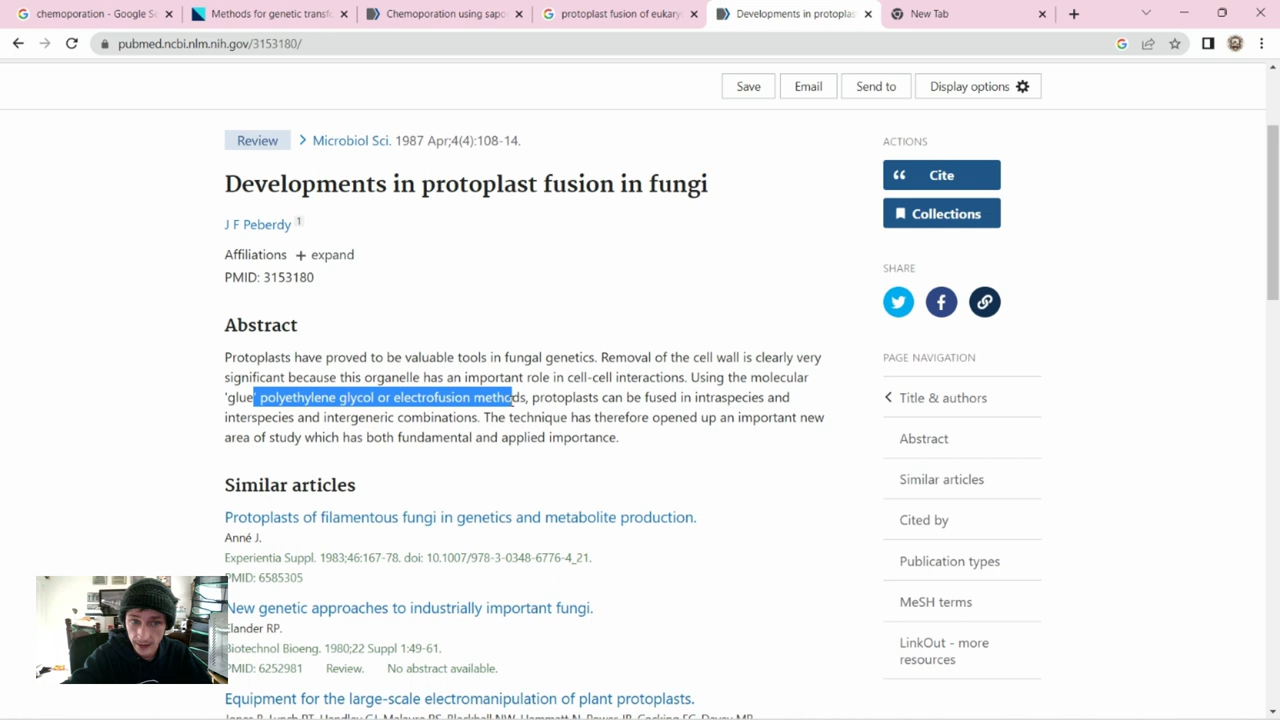 chemoporation - Google S
Methods for genetic transf
Chemoporation using sapo
protoplast fusion of eukary
Developments in protoplas
New Tab
pubmed.ncbi.nlm.nih.gov/3153180/
Save
Email
Send to
Display options
Review
Microbiol Sci. 1987 Apr;4(4):108-14.
Developments in protoplast fusion in fungi
J F Peberdy 1
Affiliations + expand
PMID: 3153180
Abstract
Protoplasts have proved to be valuable tools in fungal genetics. Removal of the cell wall is clearly very
significant because this organelle has an important role in cell-cell interactions. Using the molecular
'glue' polyethylene glycol or electrofusion methods, protoplasts can be fused in intraspecies and
interspecies and intergeneric combinations. The technique has therefore opened up an important new
area of study which has both fundamental and applied importance.
Similar articles
Protoplasts of filamentous fungi in genetics and metabolite production.
Anné J.
Experientia Suppl. 1983;46:167-78. doi: 10.1007/978-3-0348-6776-4_21.
PMID: 6585305
New genetic approaches to industrially important fungi.
Elander RP.
Biotechnol Bioeng. 1980;22 Suppl 1:49-61.
PMID: 6252981 Review. No abstract available.
Equipment for the large-scale electromanipulation of plant protoplasts.
ACTIONS
Cite
Collections
SHARE
PAGE NAVIGATION
Title & authors
Abstract
Similar articles
Cited by
Publication types
MeSH terms
LinkOut - more
resources